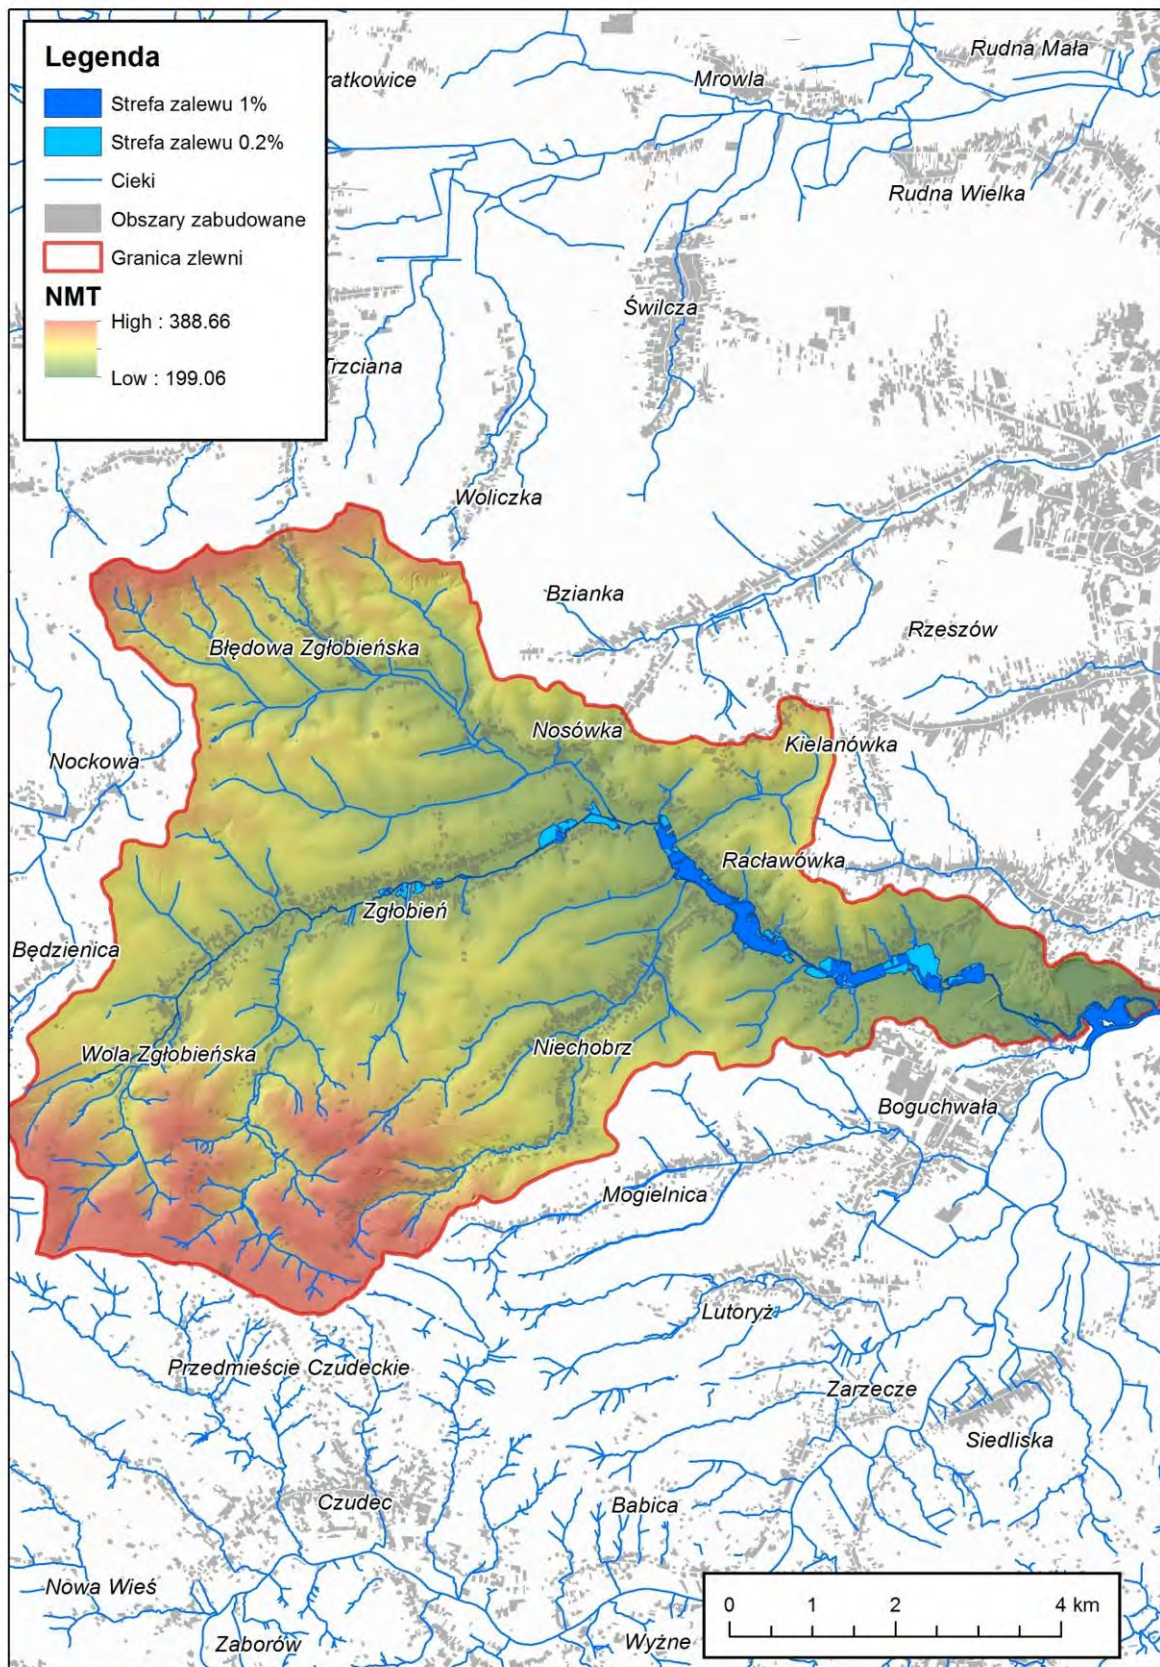 Legenda
Strefa zalewu 1%
Strefa zalewu 0.2%
Cieki
Obszary zabudowane
Granica zlewni
NMT
High : 388.66
Low : 199.06
ratkowice
Mrowla
Rudna Mała
Rudna Wielka
Świlcza
Trzciana
Woliczka
Bzianka
Rzeszów
Błędowa Zgłobieńska
Nosówka
Kielanówka
Nockowa
Racławówka
Zgłobień
Będzienica
Wola Zgłobieńska
Niechobrz
Boguchwała
Mogielnica
Lutoryż
Przedmieście Czudeckie
Zarzecze
Siedliska
Czudec
Babica
Nowa Wieś
Zaborów
Wyżne
0 1 2 4 km